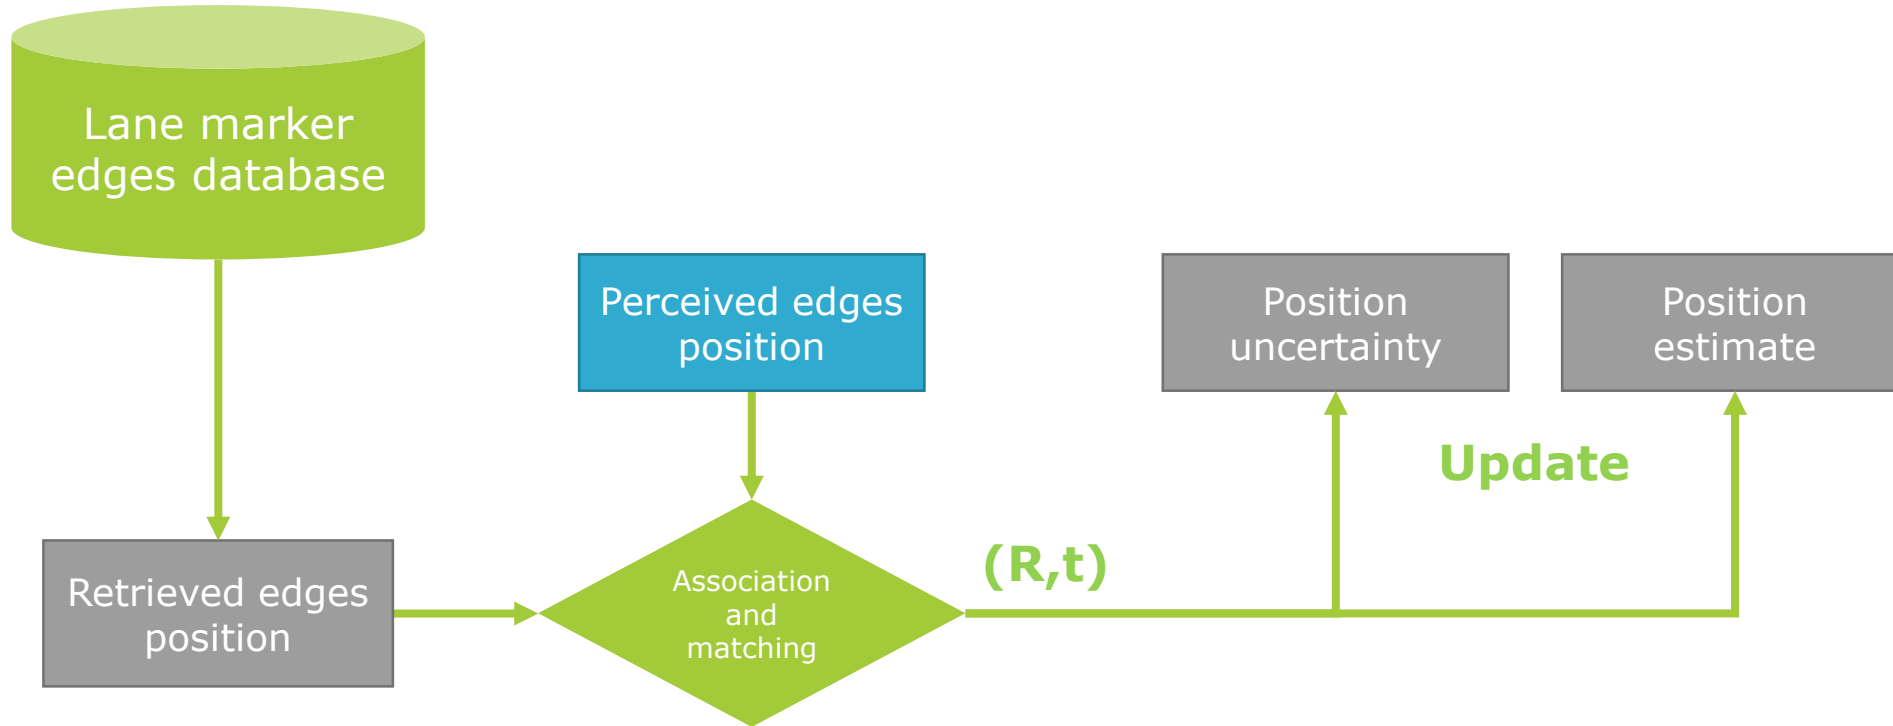 Lane marker
edges database
Perceived edges
position
Position
uncertainty
Position
estimate
Update
(R,t)
Retrieved edges
position
Association
and
matching